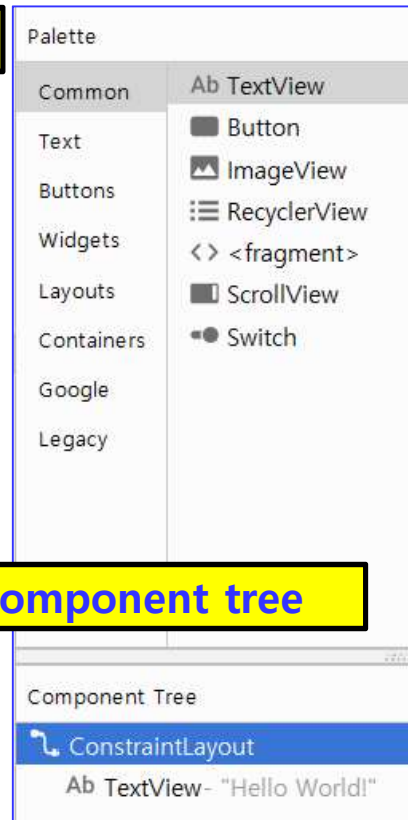 Palette
Common
Text
Buttons
Widgets
Layouts
Containers
Google
Legacy
Ab TextView
Button
ImageView
RecyclerView
<> <fragment>
ScrollView
Switch
omponent tree
Component Tree
ConstraintLayout
Ab TextView- "Hello World!"